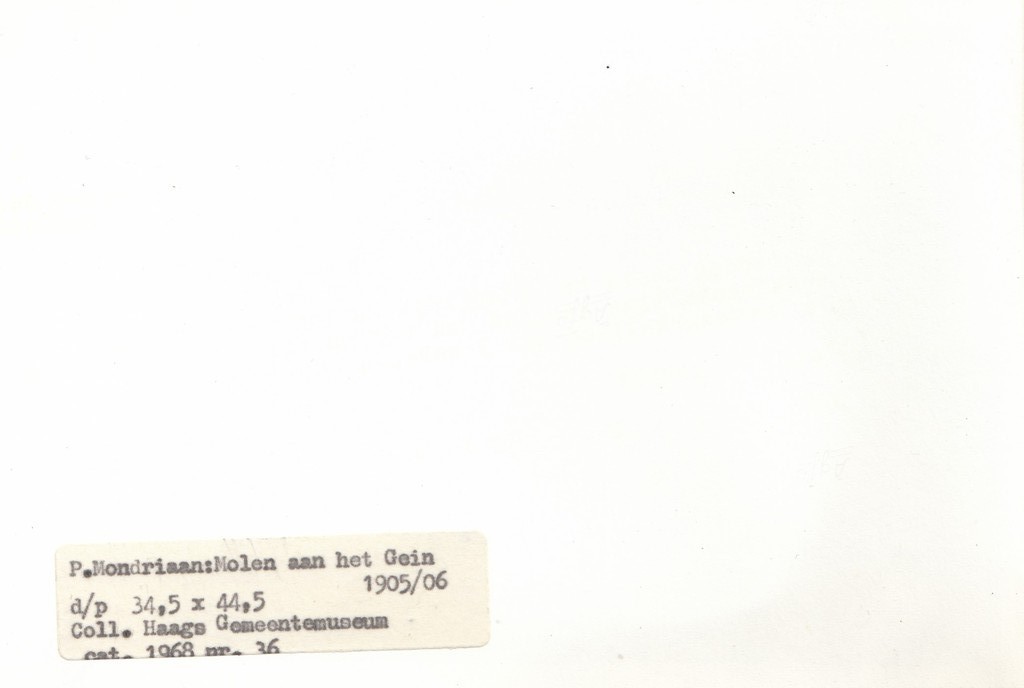 P.Mondriaan:Molen aan het Gein
1905/06
d/p 34,5 x 44,5
Coll. Haags Gemeentemuseum
cat. 1968 nr. 36